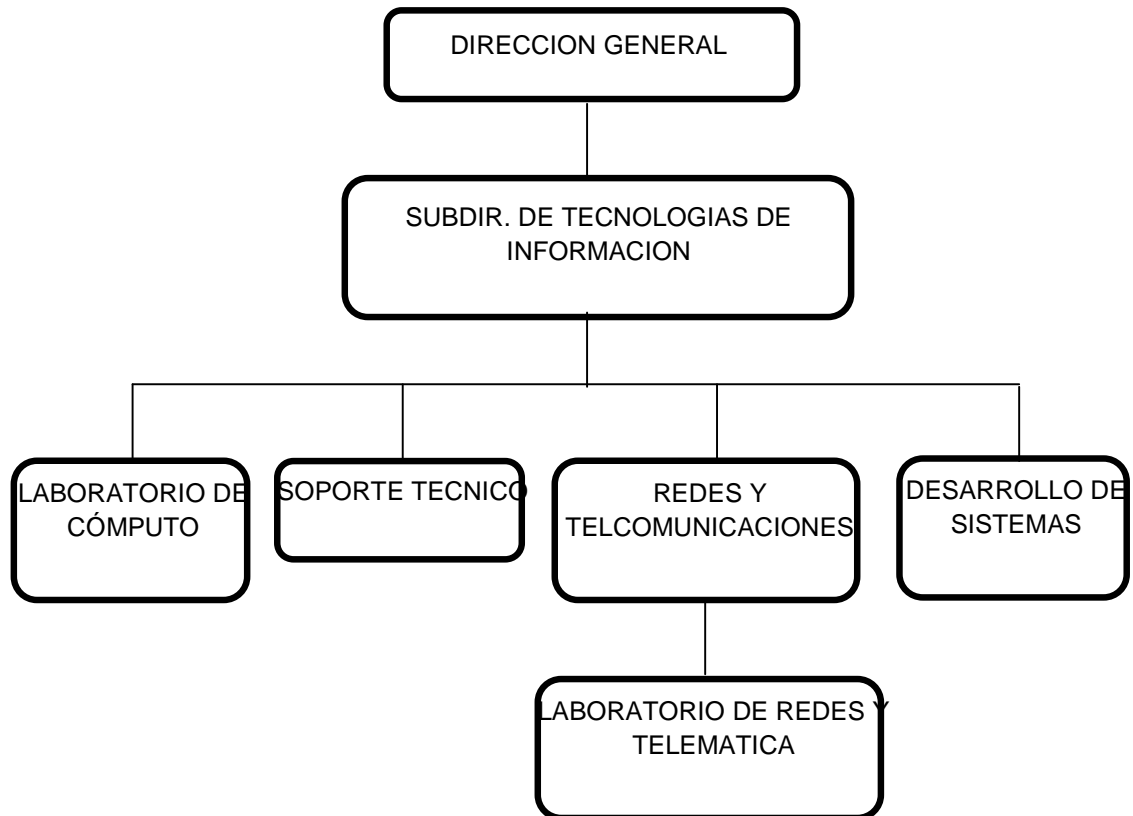 DIRECCION GENERAL
SUBDIR. DE TECNOLOGIAS DE
INFORMACION
LABORATORIO DE
CÓMPUTO
SOPORTE TECNICO
REDES Y
TELCOMUNICACIONES
DESARROLLO DE
SISTEMAS
LABORATORIO DE REDES Y
TELEMATICA